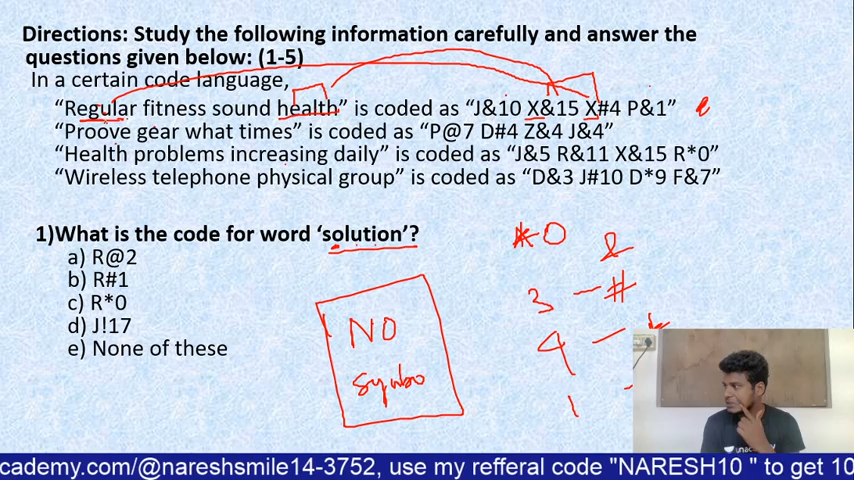 Directions: Study the following information carefully and answer the
questions given below: (1-5)
In a certain code language,
“Regular fitness sound health” is coded as “J&10 X&15 X#4 P&1”
“Proove gear what times” is coded as “P@7 D#4 Z&4 J&4”
“Health problems increasing daily” is coded as “J&5 R&11 X&15 R*0”
“Wireless telephone physical group” is coded as “D&3 J#10 D*9 F&7”
1)What is the code for word ‘solution’?
a) R@2
b) R#1
c) R*0
d) J!17
e) None of these
NO
* 0
&
3 - #
4 -
1
cademy.com/@nareshsmile14-3752, use my refferal code "NARESH10 " to get 10